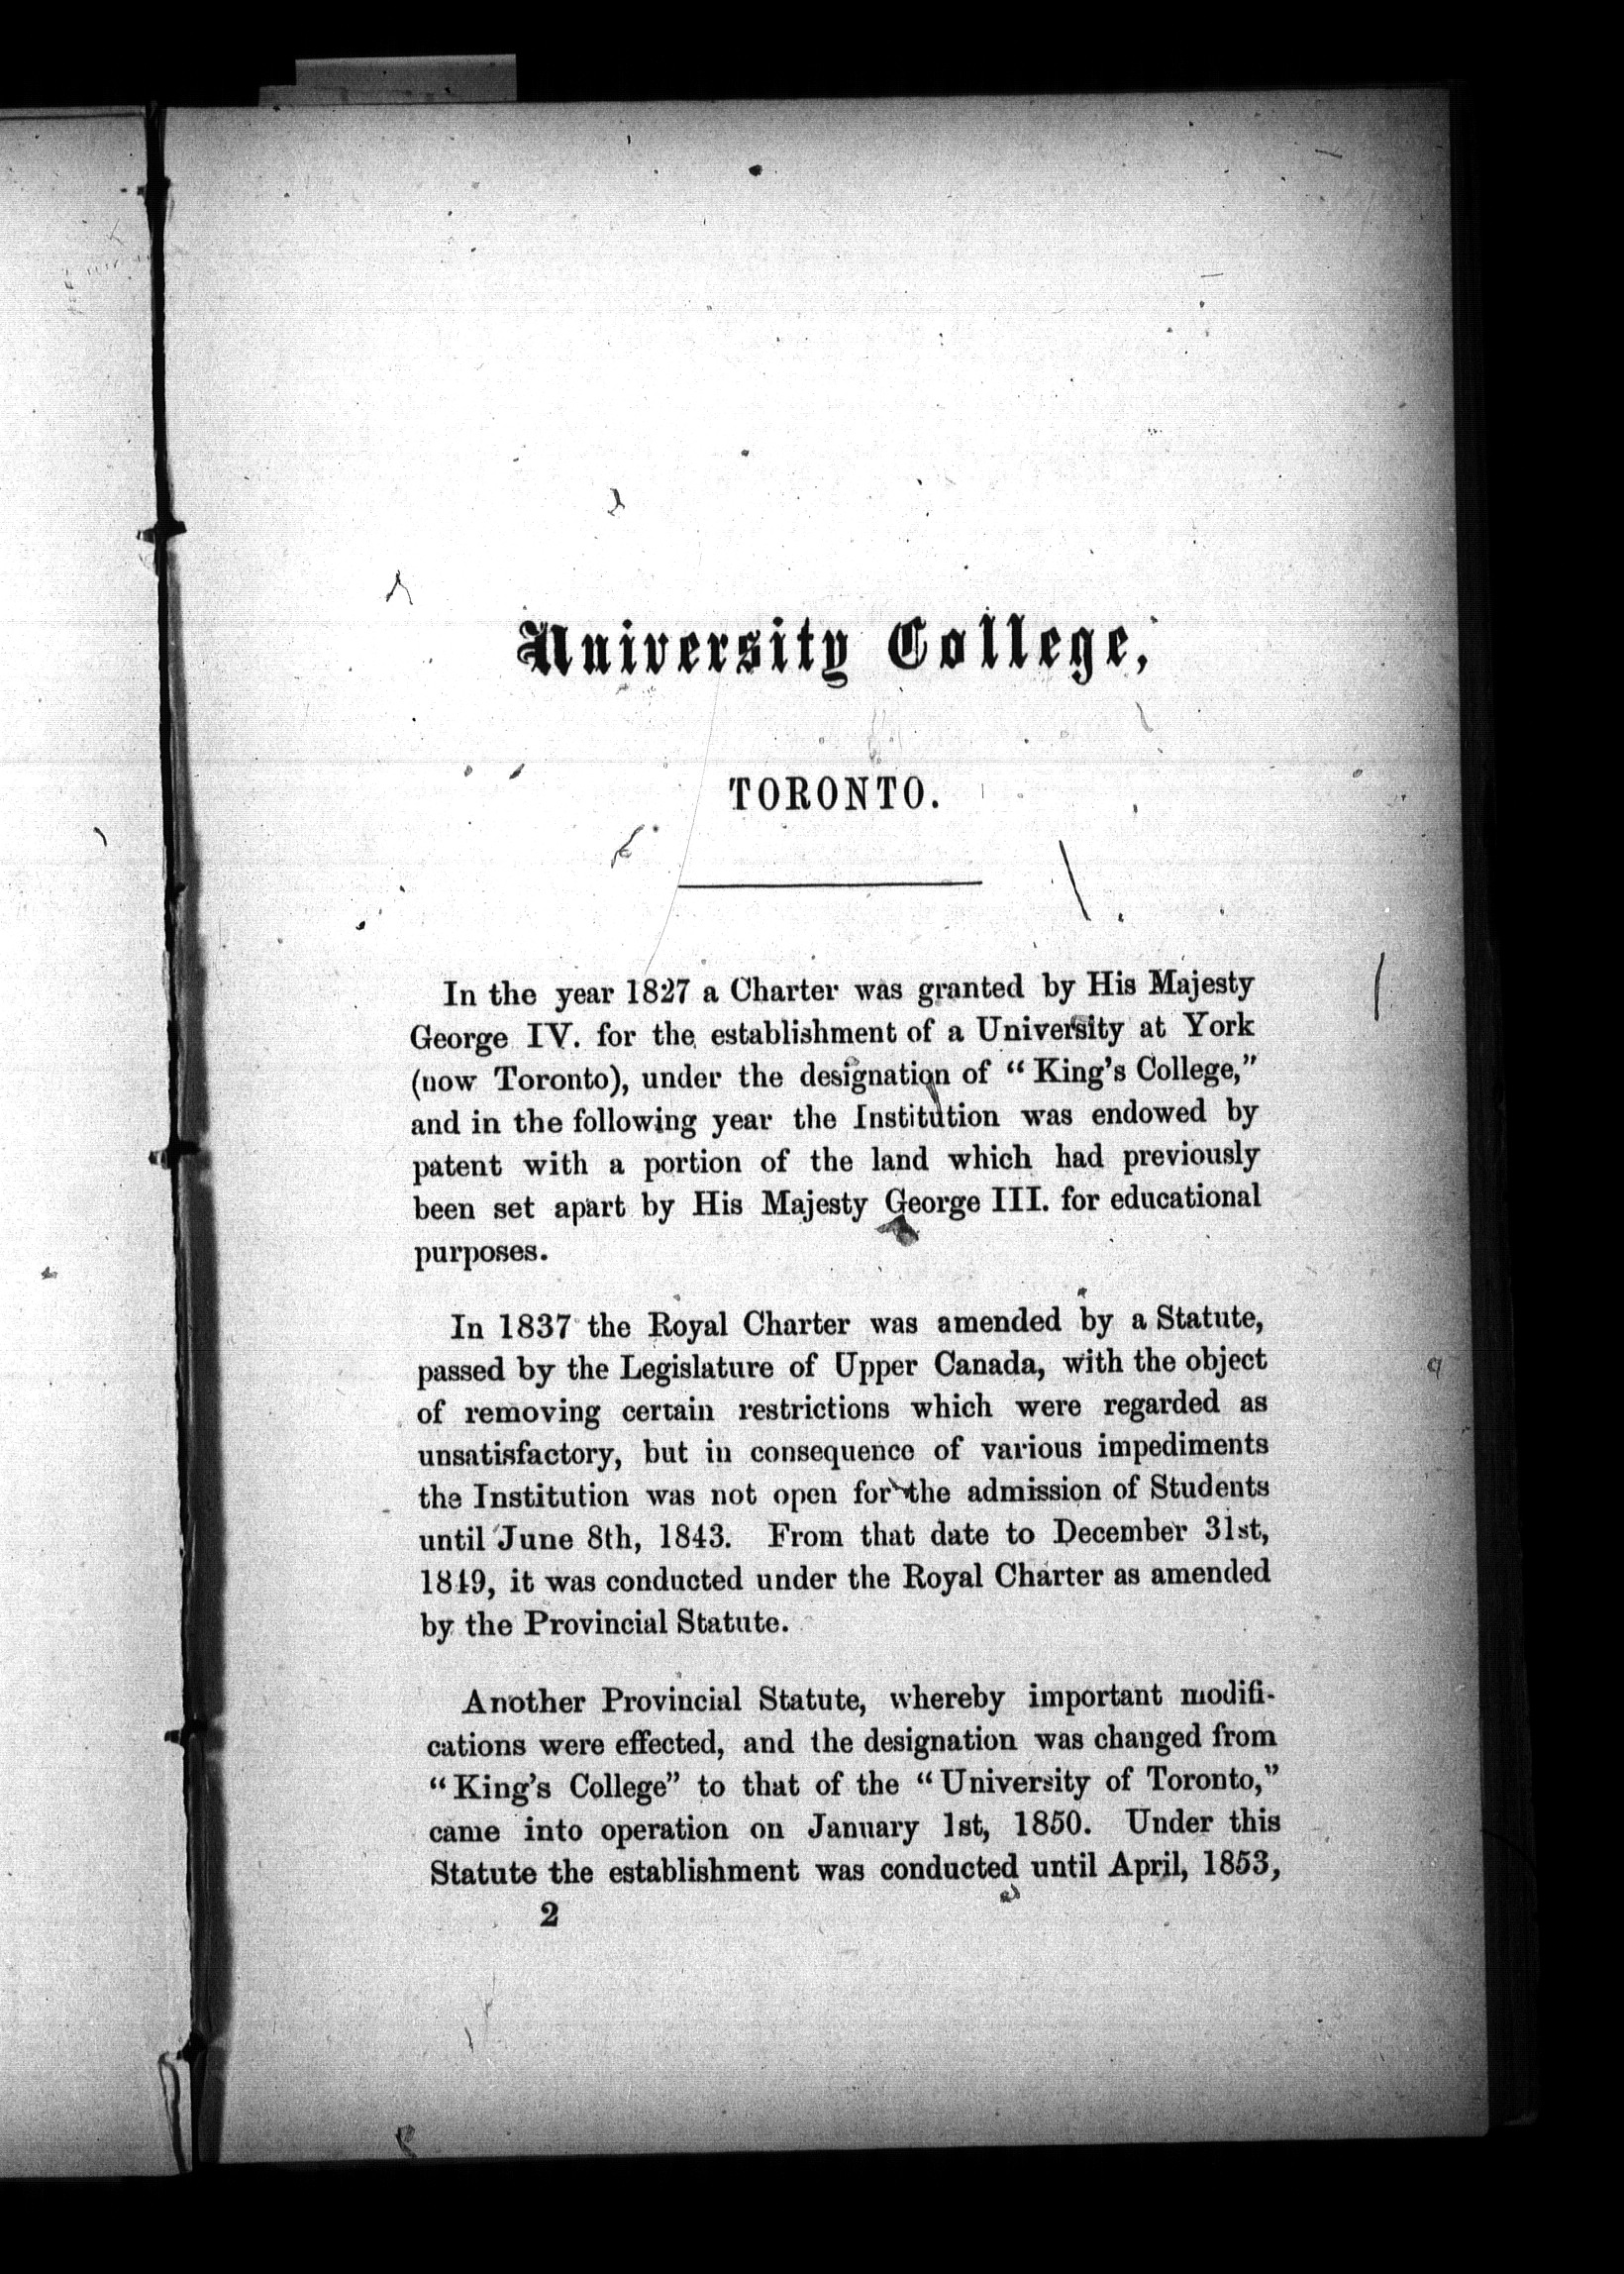 University College,
TORONTO.
In the year 1827 a Charter was granted by His Majesty
George IV. for the establishment of a University at York
(now Toronto), under the designation of "King's College,"
and in the following year the Institution was endowed by
patent with a portion of the land which had previously
been set apart by His Majesty George III. for educational
purposes.
In 1837 the Royal Charter was amended by a Statute,
passed by the Legislature of Upper Canada, with the object
of removing certain restrictions which were regarded as
unsatisfactory, but in consequence of various impediments
the Institution was not open for the admission of Students
until June 8th, 1843. From that date to December 31st,
1849, it was conducted under the Royal Charter as amended
by the Provincial Statute.
Another Provincial Statute, whereby important modifi-
cations were effected, and the designation was changed from
"King's College" to that of the "University of Toronto,"
came into operation on January 1st, 1850. Under this
Statute the establishment was conducted until April, 1853,
2